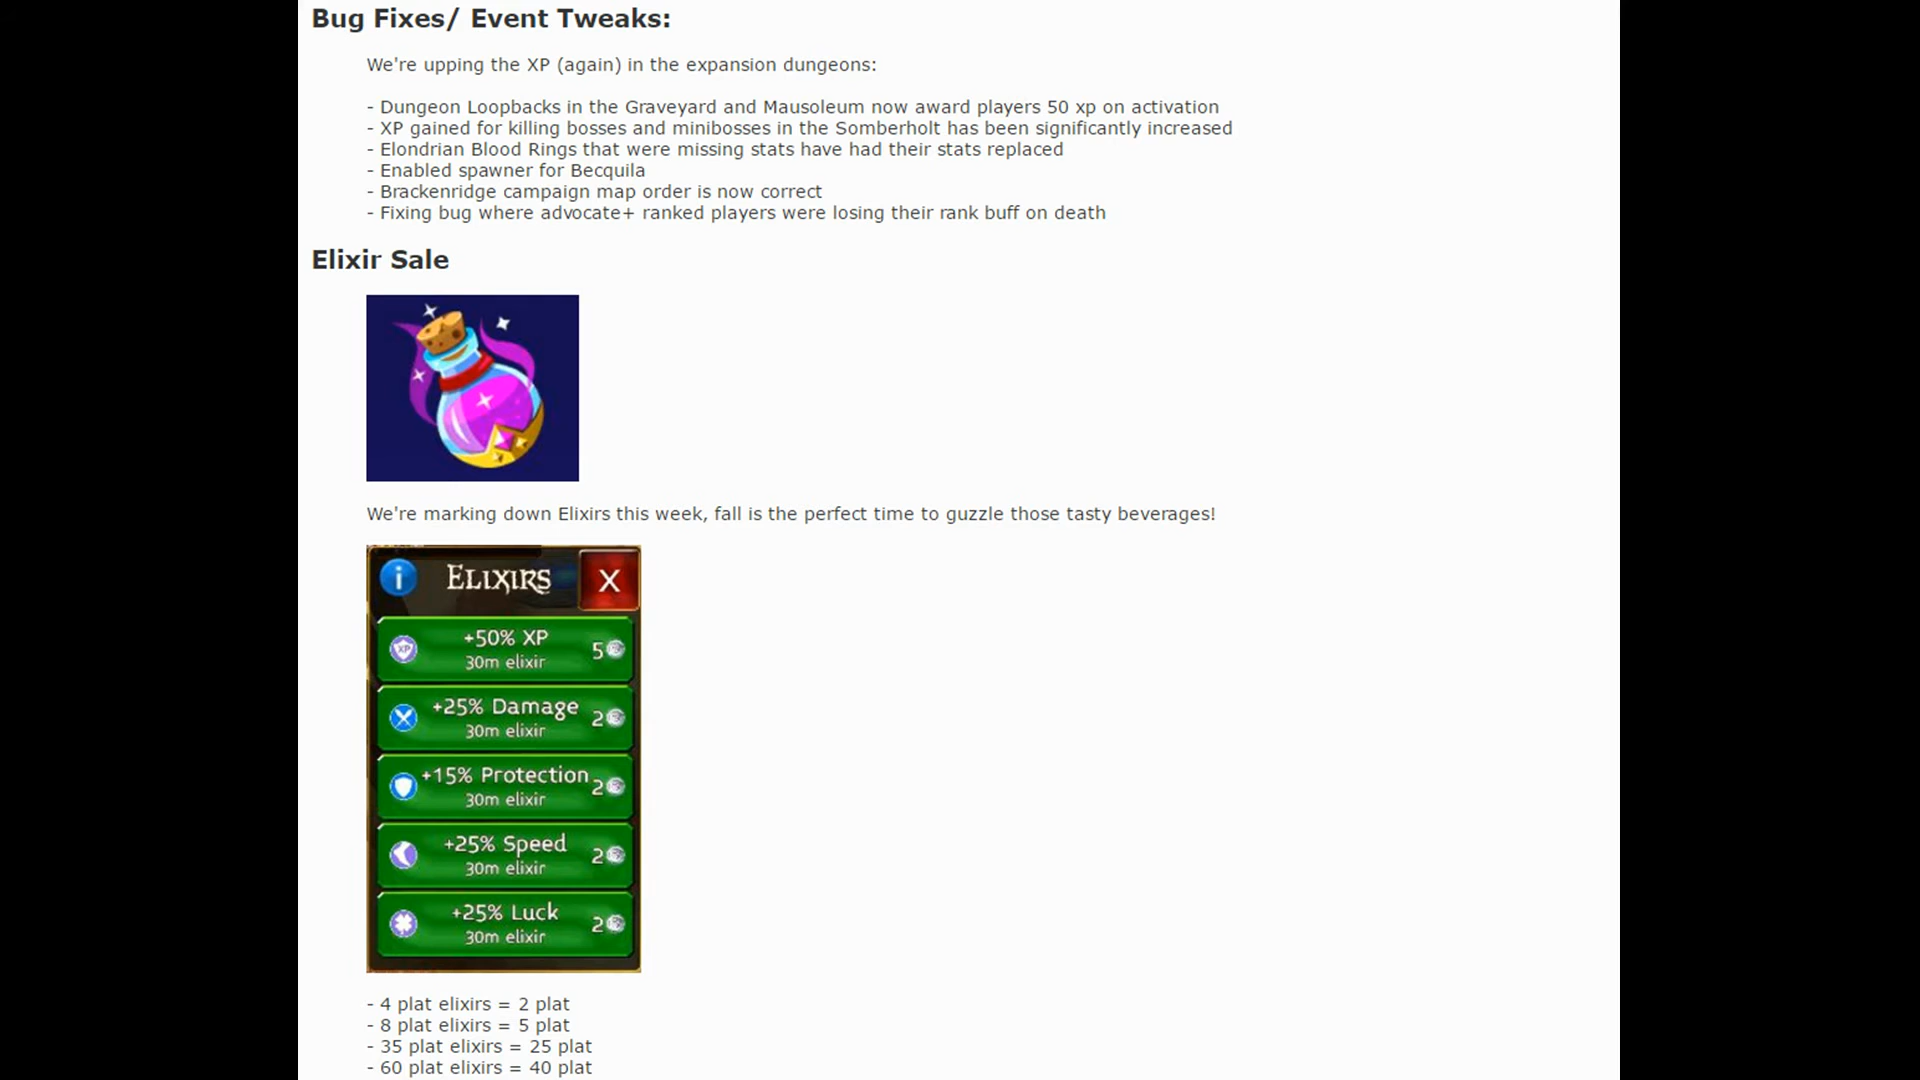 Bug Fixes/ Event Tweaks:
We're upping the XP (again) in the expansion dungeons:
- Dungeon Loopbacks in the Graveyard and Mausoleum now award players 50 xp on activation
- XP gained for killing bosses and minibosses in the Somberholt has been significantly increased
- Elondrian Blood Rings that were missing stats have had their stats replaced
- Enabled spawner for Becquila
- Brackenridge campaign map order is now correct
- Fixing bug where advocate+ ranked players were losing their rank buff on death
Elixir Sale
We're marking down Elixirs this week, fall is the perfect time to guzzle those tasty beverages!
i Elixirs X
XP +50% XP 5
30m elixir
+25% Damage 2
30m elixir
+15% Protection 2
30m elixir
+25% Speed 2
30m elixir
+25% Luck 2
30m elixir
- 4 plat elixirs = 2 plat
- 8 plat elixirs = 5 plat
- 35 plat elixirs = 25 plat
- 60 plat elixirs = 40 plat